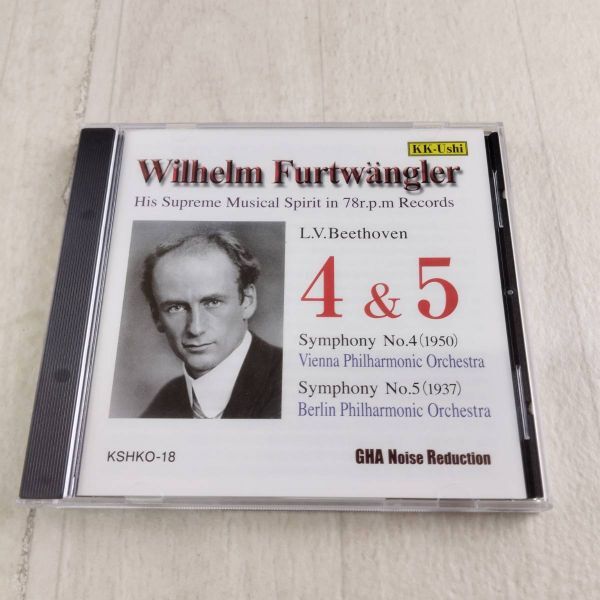 KK-Ushi
Wilhelm Furtwängler
His Supreme Musical Spirit in 78r.p.m Records
L.V.Beethoven
4 & 5
Symphony No.4(1950)
Vienna Philharmonic Orchestra
Symphony No.5(1937)
Berlin Philharmonic Orchestra
KSHKO-18
GHA Noise Reduction